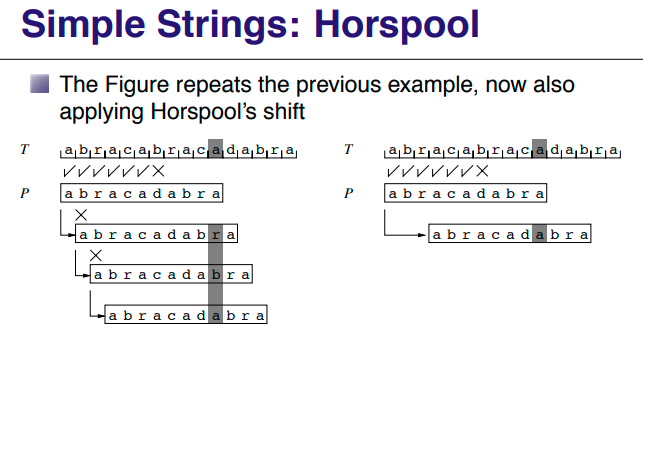 Simple Strings: Horspool
The Figure repeats the previous example, now also
applying Horspool's shift
T a b r a c a b r a c a d a b r a
P a b r a c a d a b r a
a b r a c a d a b r a
a b r a c a d a b r a
a b r a c a d a b r a
T a b r a c a b r a c a d a b r a
P a b r a c a d a b r a
a b r a c a d a b r a